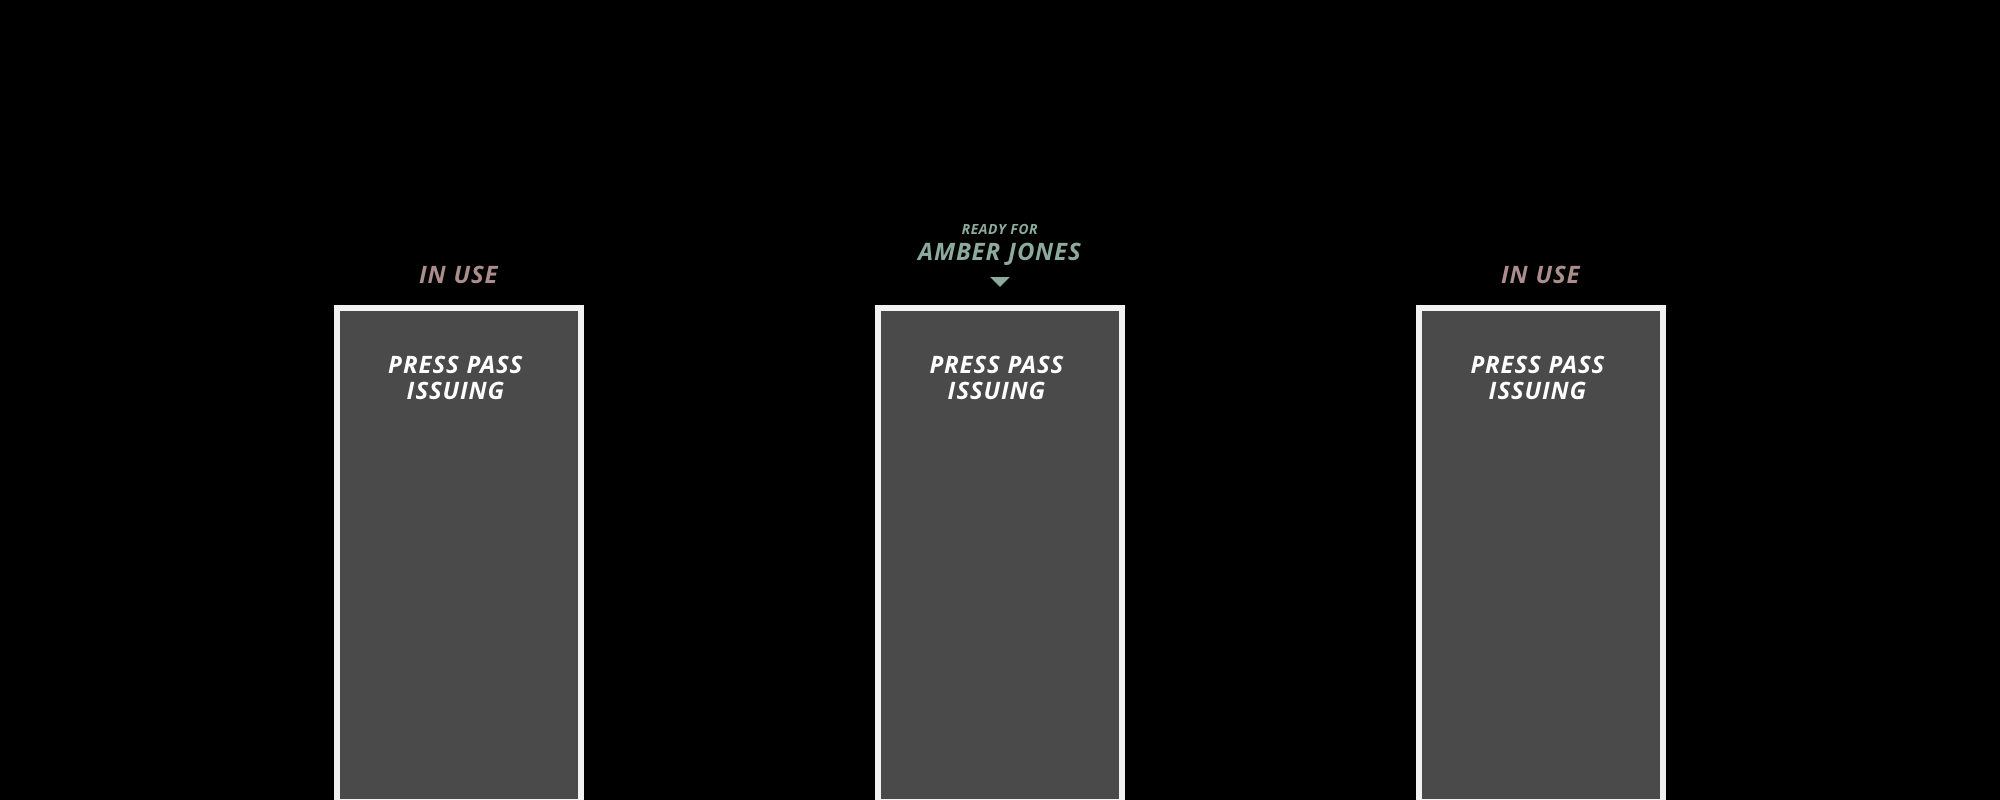 READY FOR
AMBER JONES
IN USE
IN USE
PRESS PASS
ISSUING
PRESS PASS
ISSUING
PRESS PASS
ISSUING